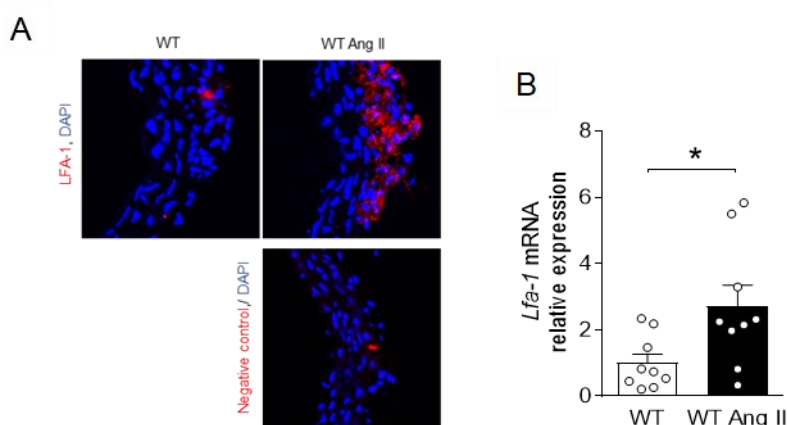 A
WT
WT Ang II
LFA-1, DAPI
Negative control,/ DAPI
B
Lfa-1 mRNA
relative expression
8
6
4
2
0
*
WT
WT Ang II